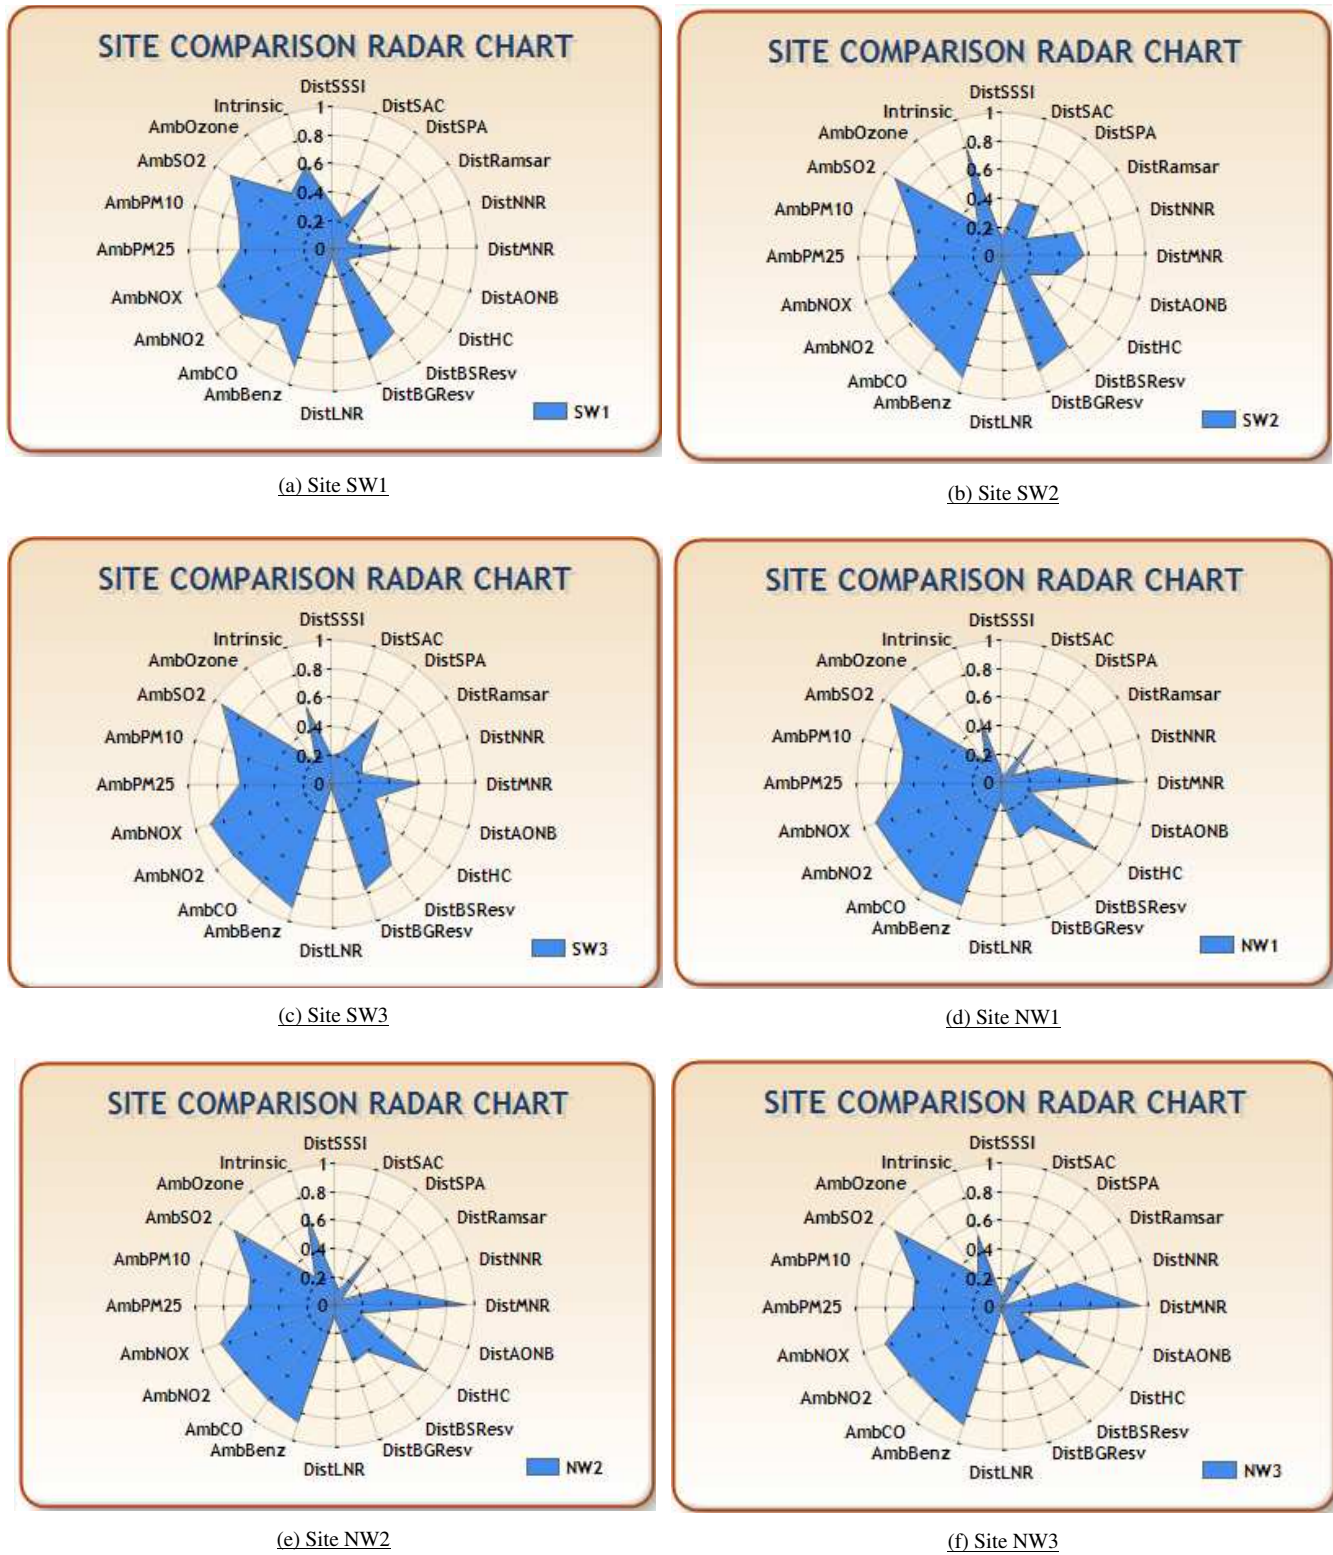 SITE COMPARISON RADAR CHART
DistSSSI
Intrinsic 1 DistSAC
AmbOzone 0.8 DistSPA
AmbSO2 0.6 DistRamsar
AmbPM10 0.4 DistNNR
0.2
AmbPM25 0 DistMNR
AmbNOX DistAONB
AmbNO2 DistHC
AmbCO DistBSResv
AmbBenz DistBGResv
DistLNR
SW1
(a) Site SW1
SITE COMPARISON RADAR CHART
DistSSSI
Intrinsic 1 DistSAC
AmbOzone 0.8 DistSPA
AmbSO2 0.6 DistRamsar
AmbPM10 0.4 DistNNR
0.2
AmbPM25 0 DistMNR
AmbNOX DistAONB
AmbNO2 DistHC
AmbCO DistBSResv
AmbBenz DistBGResv
DistLNR
SW2
(b) Site SW2
SITE COMPARISON RADAR CHART
DistSSSI
Intrinsic 1 DistSAC
AmbOzone 0.8 DistSPA
AmbSO2 0.6 DistRamsar
AmbPM10 0.4 DistNNR
0.2
AmbPM25 0 DistMNR
AmbNOX DistAONB
AmbNO2 DistHC
AmbCO DistBSResv
AmbBenz DistBGResv
DistLNR
SW3
(c) Site SW3
SITE COMPARISON RADAR CHART
DistSSSI
Intrinsic 1 DistSAC
AmbOzone 0.8 DistSPA
AmbSO2 0.6 DistRamsar
AmbPM10 0.4 DistNNR
0.2
AmbPM25 0 DistMNR
AmbNOX DistAONB
AmbNO2 DistHC
AmbCO DistBSResv
AmbBenz DistBGResv
DistLNR
NW1
(d) Site NW1
SITE COMPARISON RADAR CHART
DistSSSI
Intrinsic 1 DistSAC
AmbOzone 0.8 DistSPA
AmbSO2 0.6 DistRamsar
AmbPM10 0.4 DistNNR
0.2
AmbPM25 0 DistMNR
AmbNOX DistAONB
AmbNO2 DistHC
AmbCO DistBSResv
AmbBenz DistBGResv
DistLNR
NW2
(e) Site NW2
SITE COMPARISON RADAR CHART
DistSSSI
Intrinsic 1 DistSAC
AmbOzone 0.8 DistSPA
AmbSO2 0.6 DistRamsar
AmbPM10 0.4 DistNNR
0.2
AmbPM25 0 DistMNR
AmbNOX DistAONB
AmbNO2 DistHC
AmbCO DistBSResv
AmbBenz DistBGResv
DistLNR
NW3
(f) Site NW3